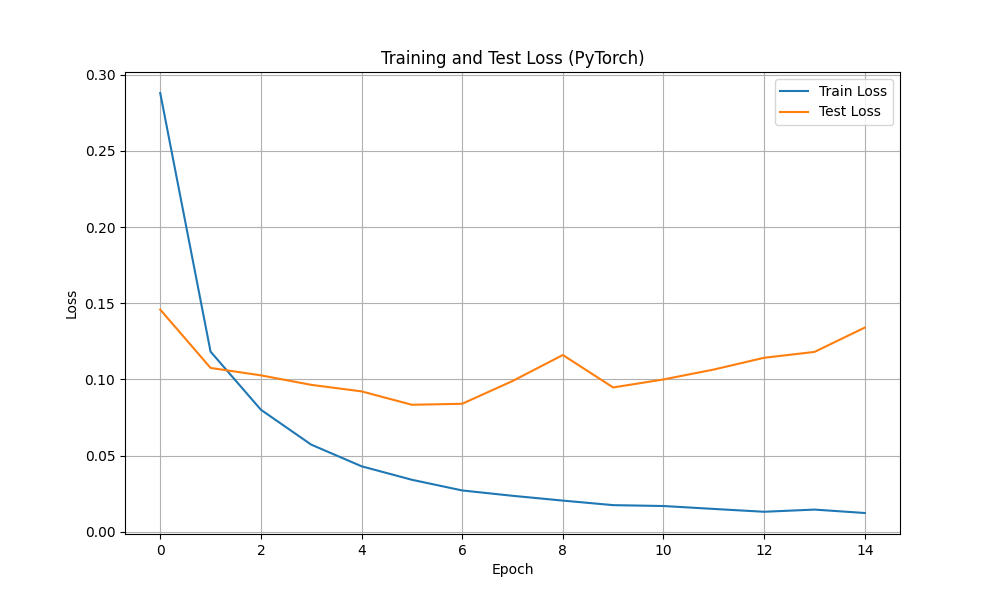 Training and Test Loss (PyTorch)
Train Loss
Test Loss
Loss
0.30
0.25
0.20
0.15
0.10
0.05
0.00
0 2 4 6 8 10 12 14
Epoch